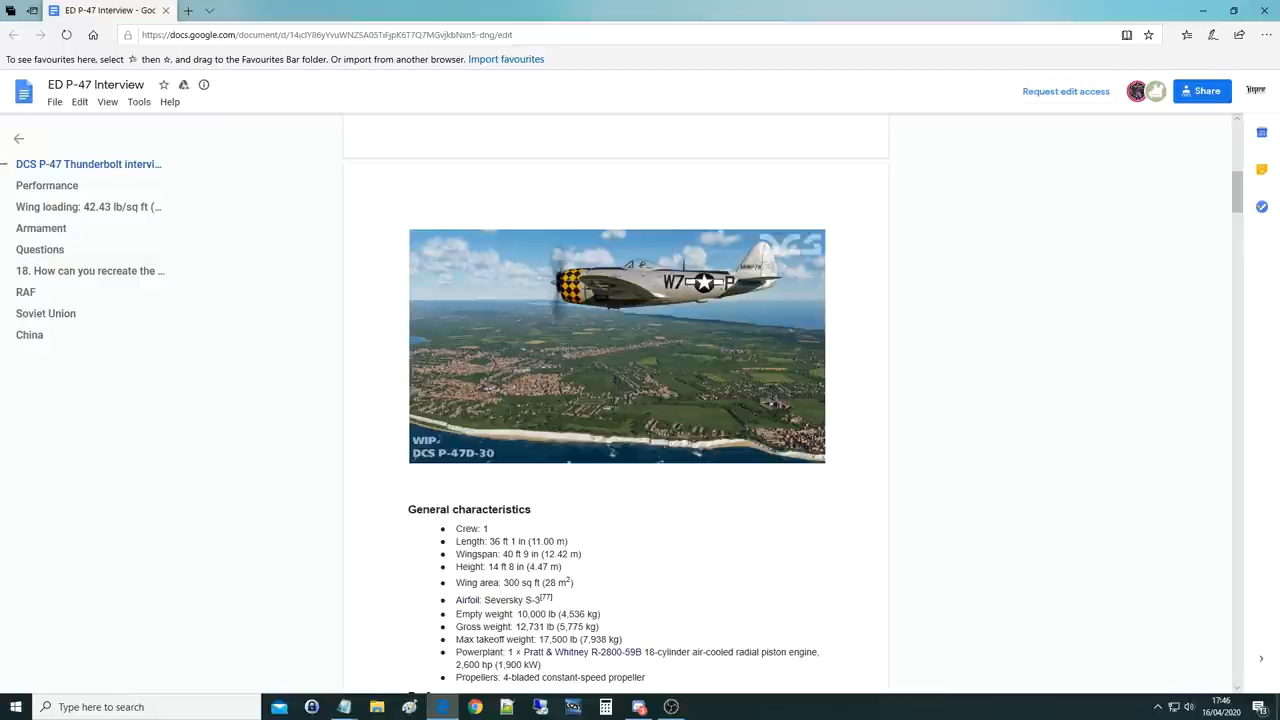 ED P-47 Interview - Goo
https://docs.google.com/document/d/14icIY86yYvuWNZSA05TiFjpK6T7Q7MGvjkbNxn5-dng/edit
To see favourites here, select ☆ then ☆, and drag to the Favourites Bar folder. Or import from another browser. Import favourites
ED P-47 Interview
File Edit View Tools Help
Request edit access
Share
DCS P-47 Thunderbolt intervi...
Performance
Wing loading: 42.43 lb/sq ft (...
Armament
Questions
18. How can you recreate the ...
RAF
Soviet Union
China
DCS
W7 P
WIP
DCS P-47D-30
General characteristics
● Crew: 1
● Length: 36 ft 1 in (11.00 m)
● Wingspan: 40 ft 9 in (12.42 m)
● Height: 14 ft 8 in (4.47 m)
● Wing area: 300 sq ft (28 m²)
● Airfoil: Seversky S-3[77]
● Empty weight: 10,000 lb (4,536 kg)
● Gross weight: 12,731 lb (5,775 kg)
● Max takeoff weight: 17,500 lb (7,938 kg)
● Powerplant: 1 × Pratt & Whitney R-2800-59B 18-cylinder air-cooled radial piston engine,
2,600 hp (1,900 kW)
● Propellers: 4-bladed constant-speed propeller
Type here to search
17:46
16/04/2020